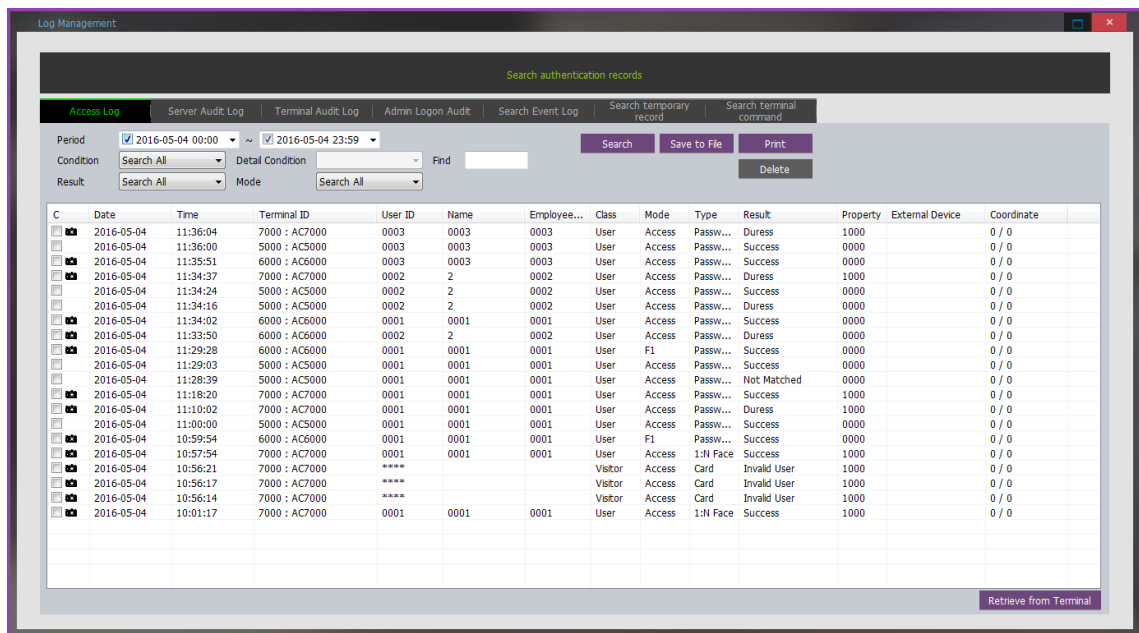 Log Management
Search authentication records
Access Log Server Audit Log Terminal Audit Log Admin Logon Audit Search Event Log Search temporary record Search terminal command
Period 2016-05-04 00:00 ~ 2016-05-04 23:59 Search Save to File Print
Condition Search All Detail Condition Find Delete
Result Search All Mode Search All
C Date Time Terminal ID User ID Name Employee... Class Mode Type Result Property External Device Coordinate
2016-05-04 11:36:04 7000 : AC7000 0003 0003 0003 User Access Passw... Duress 1000 0 / 0
2016-05-04 11:36:00 5000 : AC5000 0003 0003 0003 User Access Passw... Success 0000 0 / 0
2016-05-04 11:35:51 6000 : AC6000 0003 0003 0003 User Access Passw... Success 0000 0 / 0
2016-05-04 11:34:37 7000 : AC7000 0002 2 0002 User Access Passw... Duress 1000 0 / 0
2016-05-04 11:34:24 5000 : AC5000 0002 2 0002 User Access Passw... Success 0000 0 / 0
2016-05-04 11:34:16 5000 : AC5000 0002 2 0002 User Access Passw... Duress 0000 0 / 0
2016-05-04 11:34:02 6000 : AC6000 0001 0001 0001 User Access Passw... Success 0000 0 / 0
2016-05-04 11:33:50 6000 : AC6000 0002 2 0002 User Access Passw... Duress 0000 0 / 0
2016-05-04 11:29:28 6000 : AC6000 0001 0001 0001 User F1 Passw... Success 0000 0 / 0
2016-05-04 11:29:03 5000 : AC5000 0001 0001 0001 User Access Passw... Success 0000 0 / 0
2016-05-04 11:28:39 5000 : AC5000 0001 0001 0001 User Access Passw... Not Matched 0000 0 / 0
2016-05-04 11:18:20 7000 : AC7000 0001 0001 0001 User Access Passw... Success 1000 0 / 0
2016-05-04 11:10:02 7000 : AC7000 0001 0001 0001 User Access Passw... Duress 1000 0 / 0
2016-05-04 11:00:00 5000 : AC5000 0001 0001 0001 User Access Passw... Success 0000 0 / 0
2016-05-04 10:59:54 6000 : AC6000 0001 0001 0001 User F1 Passw... Success 0000 0 / 0
2016-05-04 10:57:54 7000 : AC7000 0001 0001 0001 User Access 1:N Face Success 1000 0 / 0
2016-05-04 10:56:21 7000 : AC7000 **** Visitor Access Card Invalid User 1000 0 / 0
2016-05-04 10:56:17 7000 : AC7000 **** Visitor Access Card Invalid User 1000 0 / 0
2016-05-04 10:56:14 7000 : AC7000 **** Visitor Access Card Invalid User 1000 0 / 0
2016-05-04 10:01:17 7000 : AC7000 0001 0001 0001 User Access 1:N Face Success 1000 0 / 0
Retrieve from Terminal